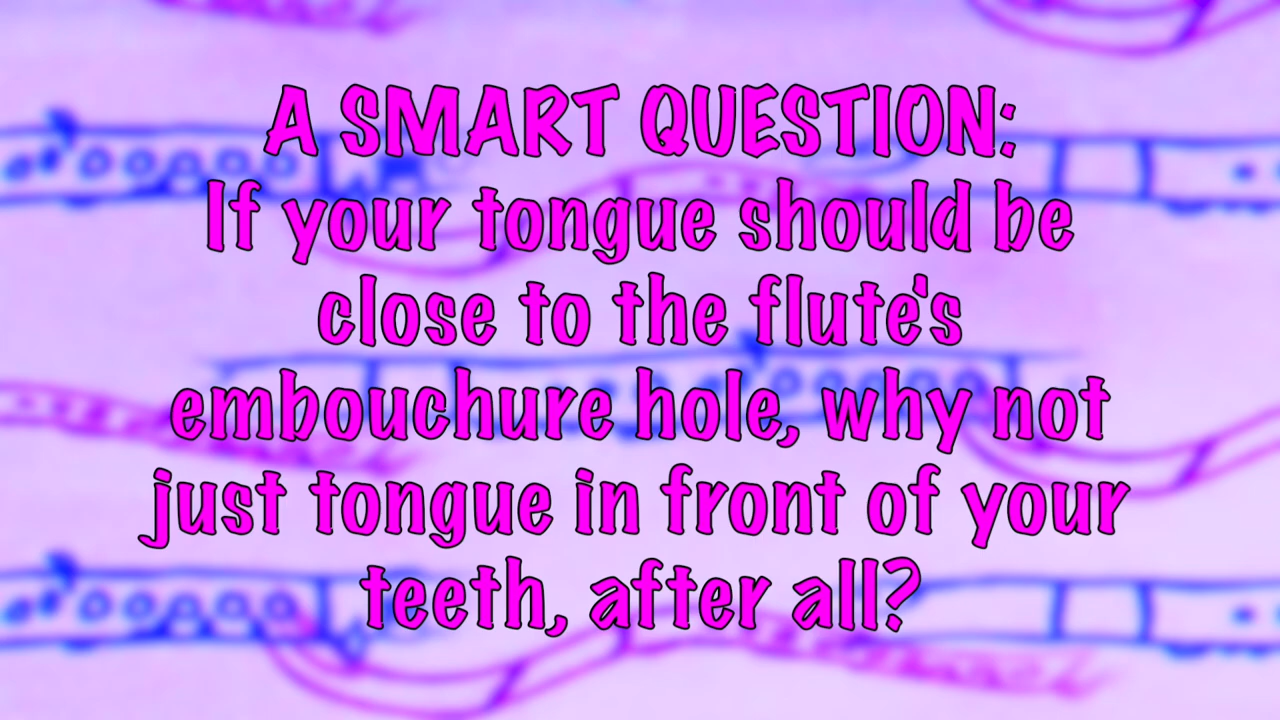 A SMART QUESTION:
If your tongue should be
close to the flute's
embouchure hole, why not
just tongue in front of your
teeth, after all?